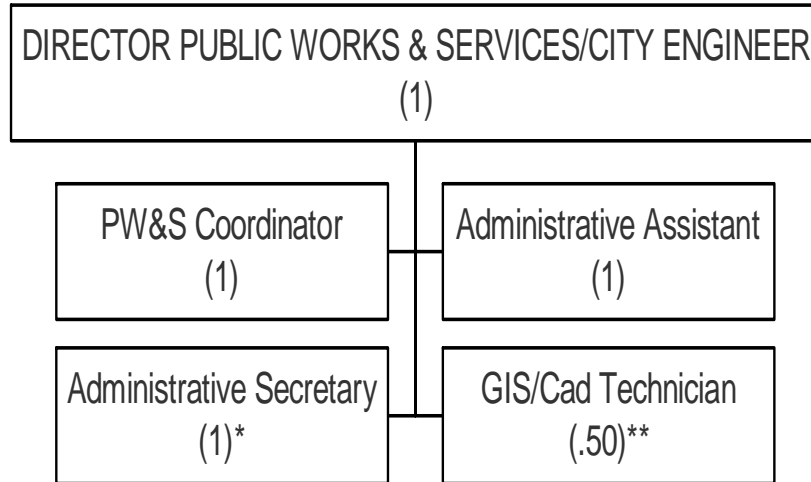 DIRECTOR PUBLIC WORKS & SERVICES/CITY ENGINEER
(1)
PW&S Coordinator
(1)
Administrative Assistant
(1)
Administrative Secretary
(1)*
GIS/Cad Technician
(.50)**